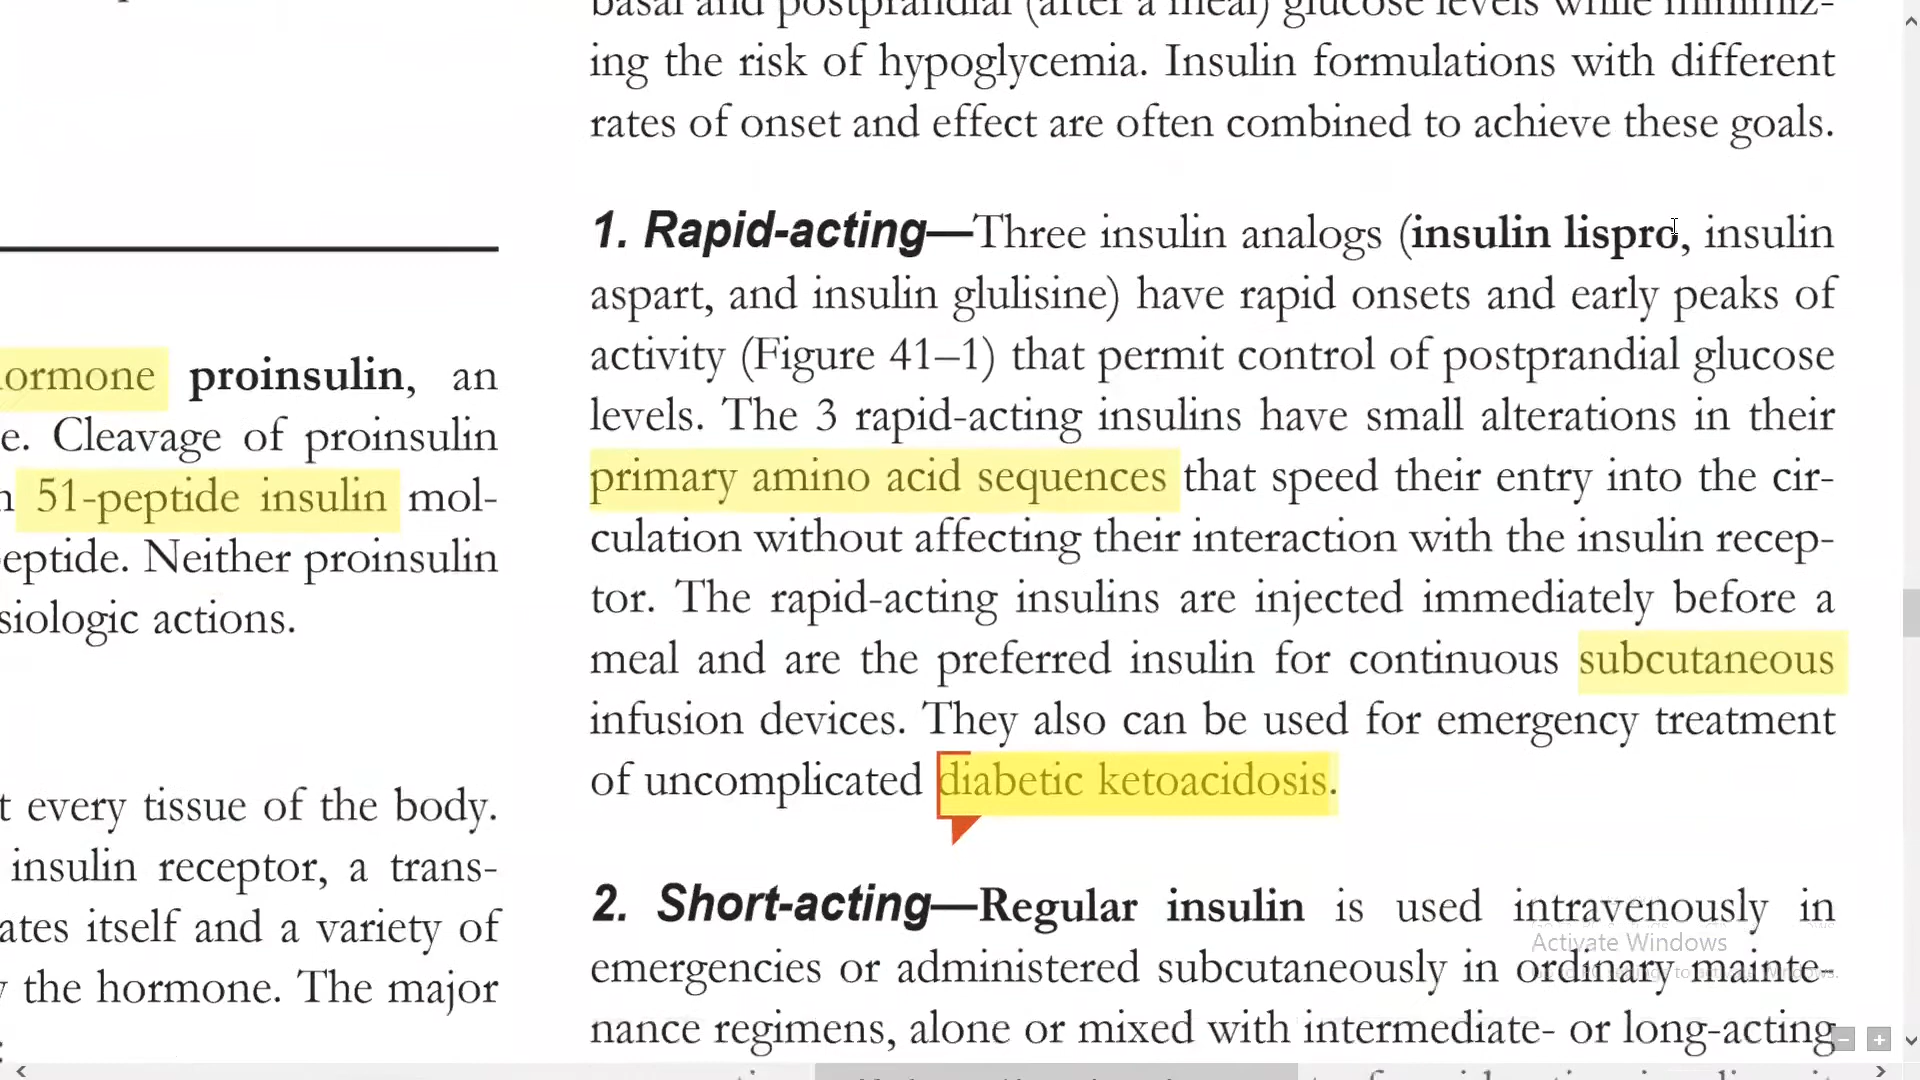 ormone proinsulin, an
e. Cleavage of proinsulin
51-peptide insulin mol-
eptide. Neither proinsulin
siologic actions.
t every tissue of the body.
insulin receptor, a trans-
ates itself and a variety of
the hormone. The major
basal and postprandial (after a meal) glucose levels while minimiz-
ing the risk of hypoglycemia. Insulin formulations with different
rates of onset and effect are often combined to achieve these goals.
1. Rapid-acting—Three insulin analogs (insulin lispro, insulin
aspart, and insulin glulisine) have rapid onsets and early peaks of
activity (Figure 41–1) that permit control of postprandial glucose
levels. The 3 rapid-acting insulins have small alterations in their
primary amino acid sequences that speed their entry into the cir-
culation without affecting their interaction with the insulin recep-
tor. The rapid-acting insulins are injected immediately before a
meal and are the preferred insulin for continuous subcutaneous
infusion devices. They also can be used for emergency treatment
of uncomplicated diabetic ketoacidosis.
2. Short-acting—Regular insulin is used intravenously in
emergencies or administered subcutaneously in ordinary mainte-
nance regimens, alone or mixed with intermediate- or long-acting
Activate Windows